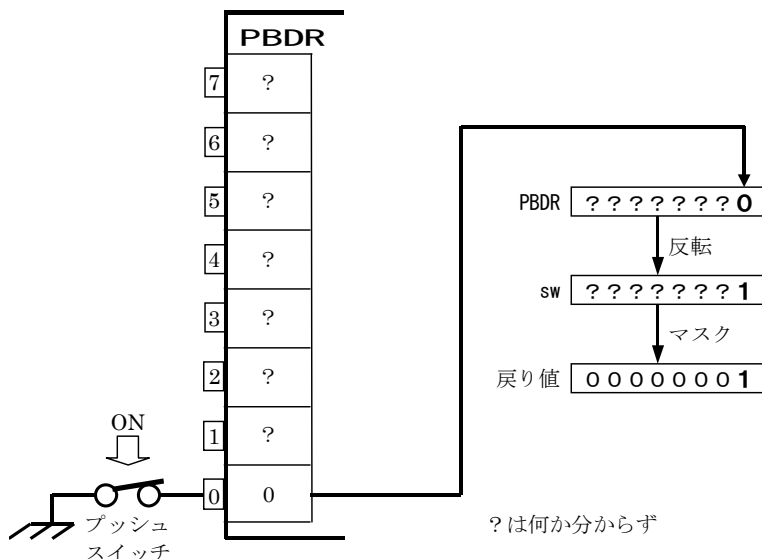 PBDR
7 ?
6 ?
5 ?
4 ?
3 ?
2 ?
1 ?
0 0
ON
プッシュ
スイッチ
PBDR ???????0
反転
sw ???????1
マスク
戻り値 00000001
?は何か分からず